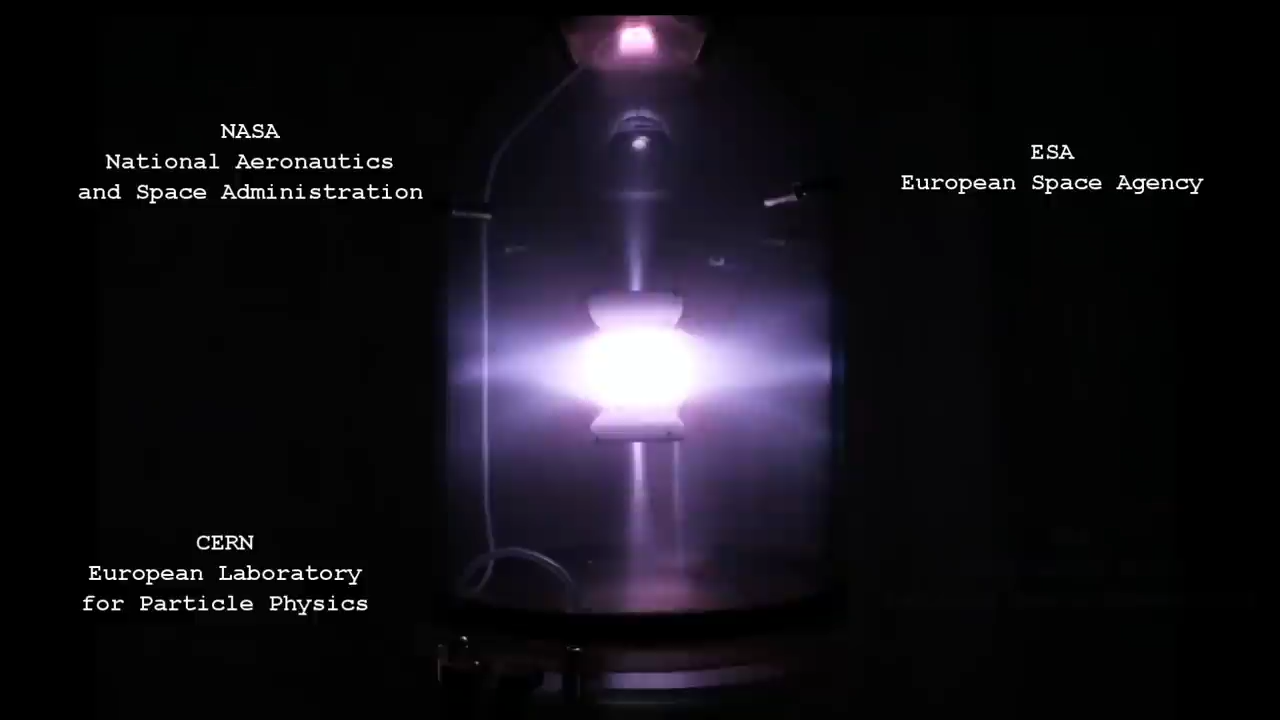 NASA
National Aeronautics
and Space Administration
ESA
European Space Agency
CERN
European Laboratory
for Particle Physics